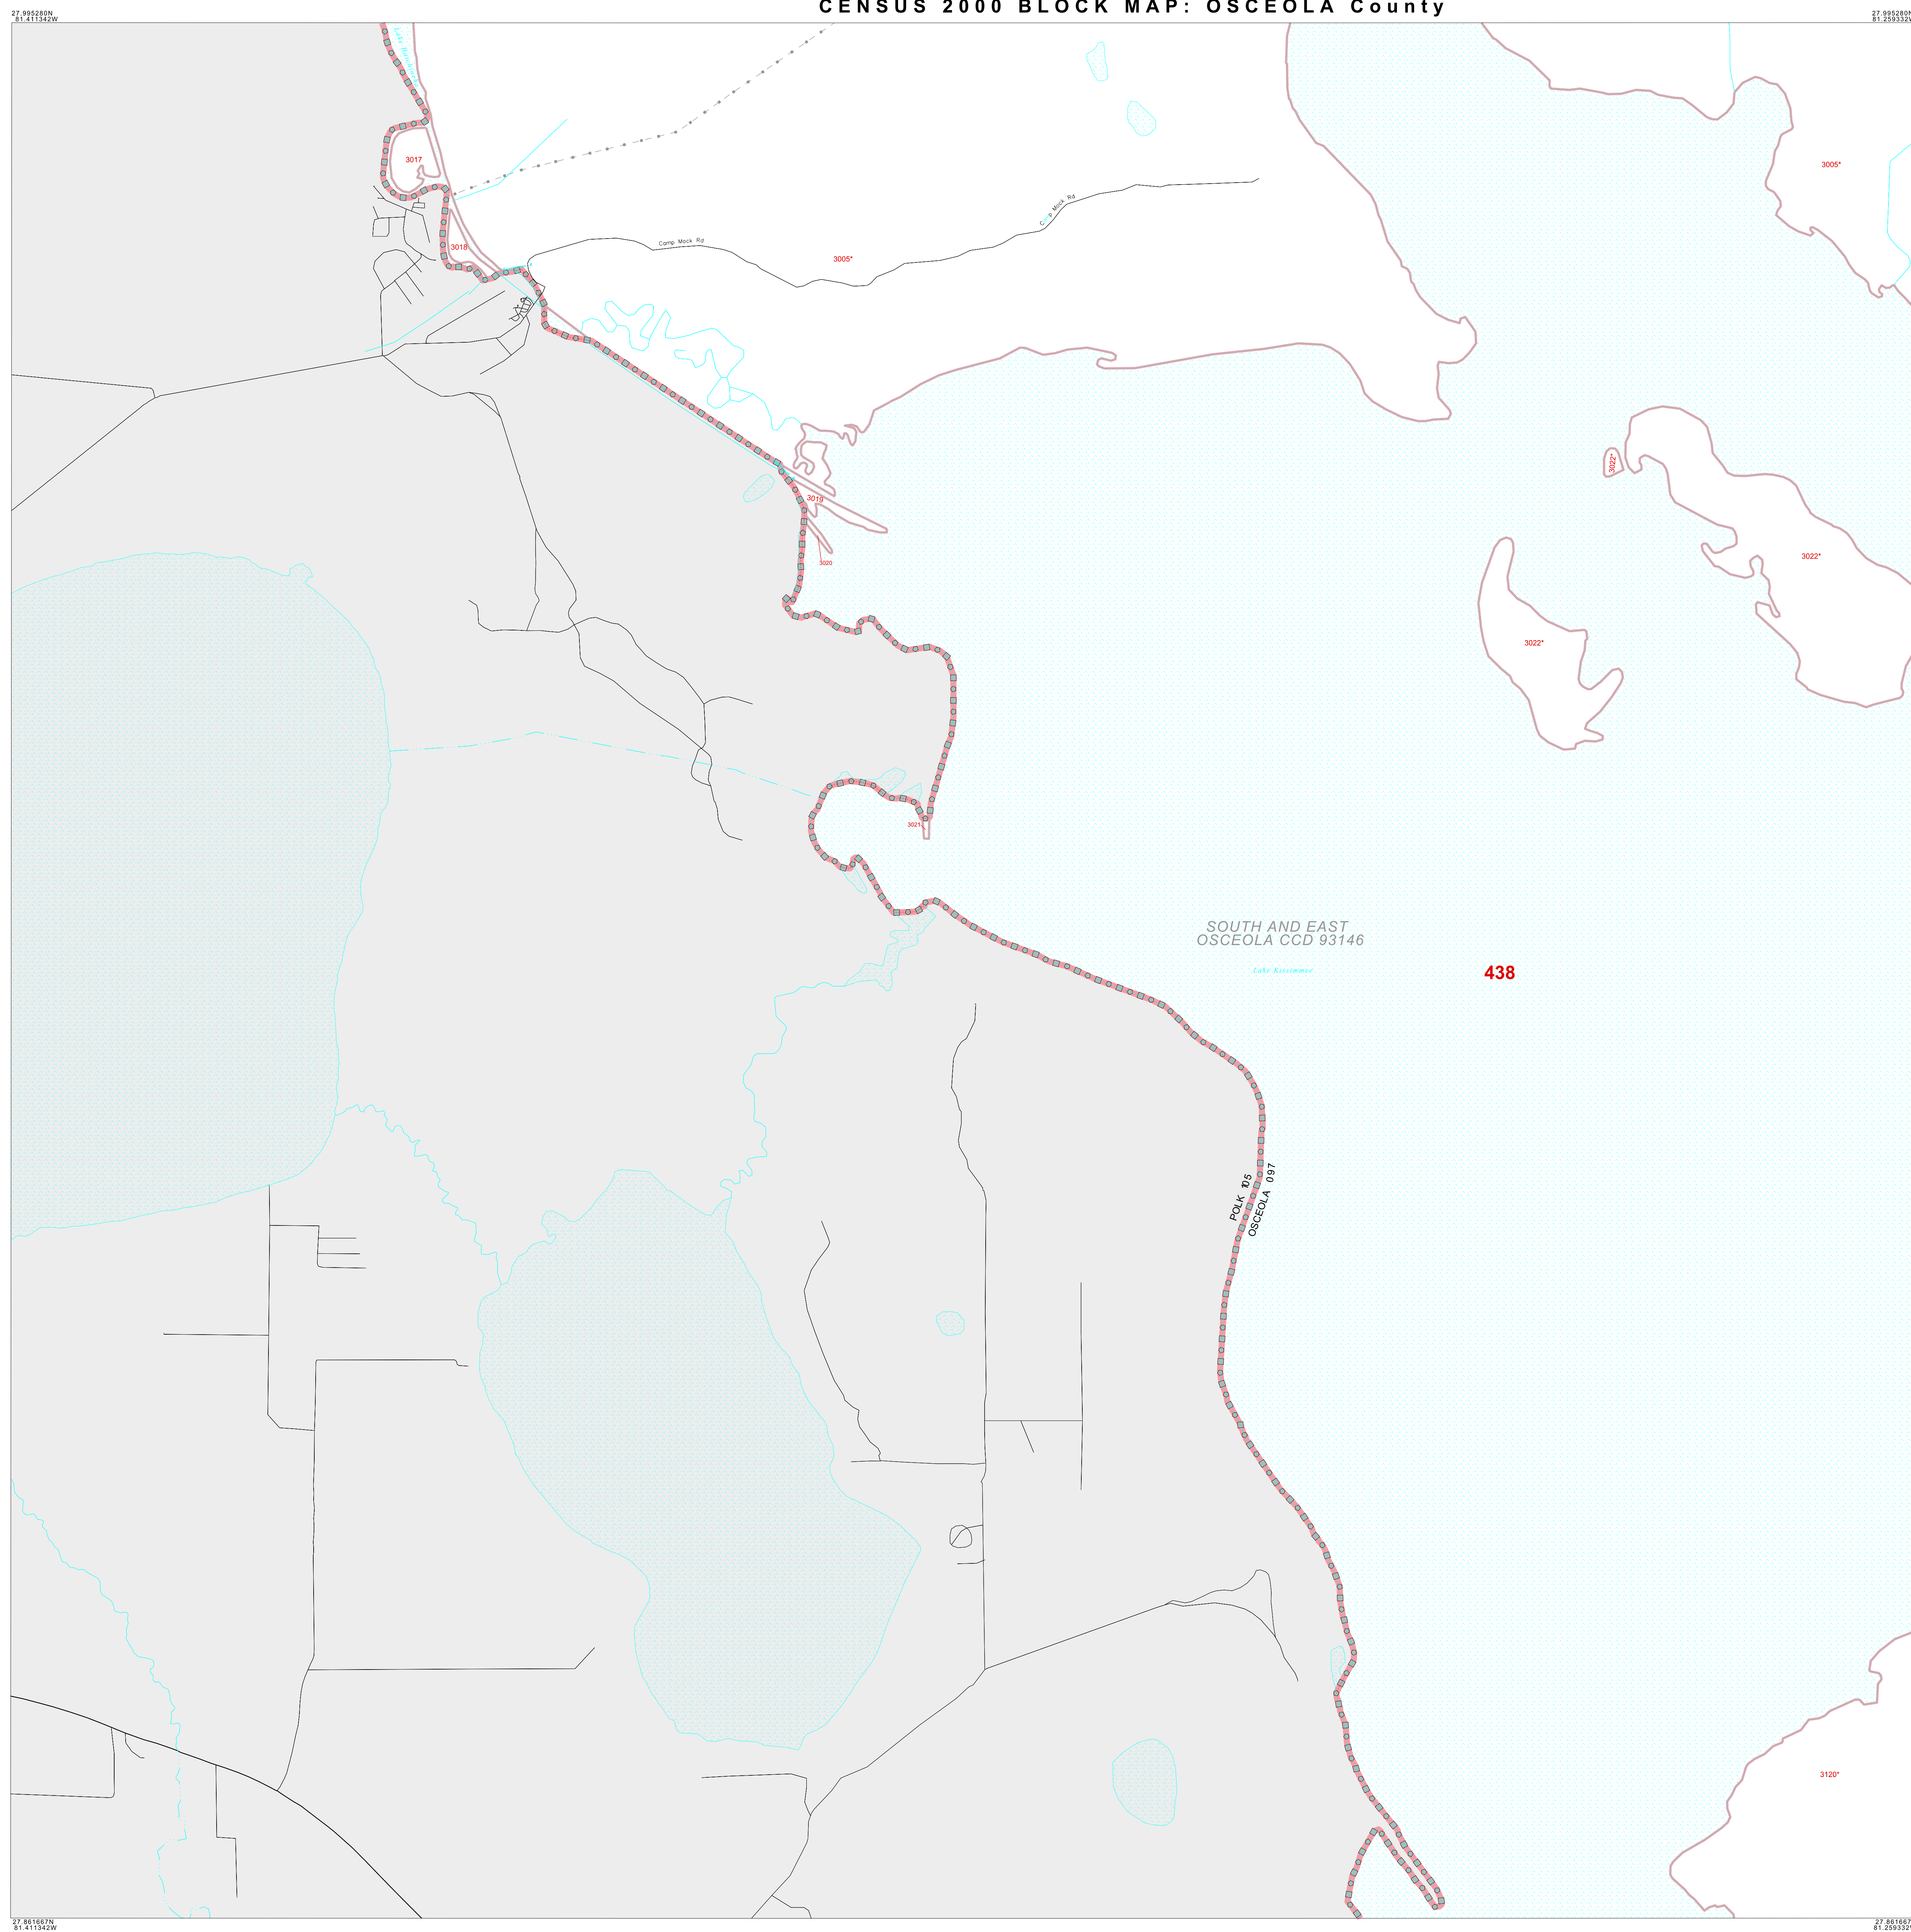 CENSUS 2000 BLOCK MAP: OSCEOLA County
27.995280N
81.411342W
27.995280N
81.259332W
3017
3018
Camp Mock Rd
Camp Mock Rd
3005*
3005*
3019
3020
3022*
3022*
3022*
3021
SOUTH AND EAST
OSCEOLA CCD 93146
Lake Kissimmee
438
POLK 105
OSCEOLA 097
3120*
27.861667N
81.411342W
27.861667
81.259332